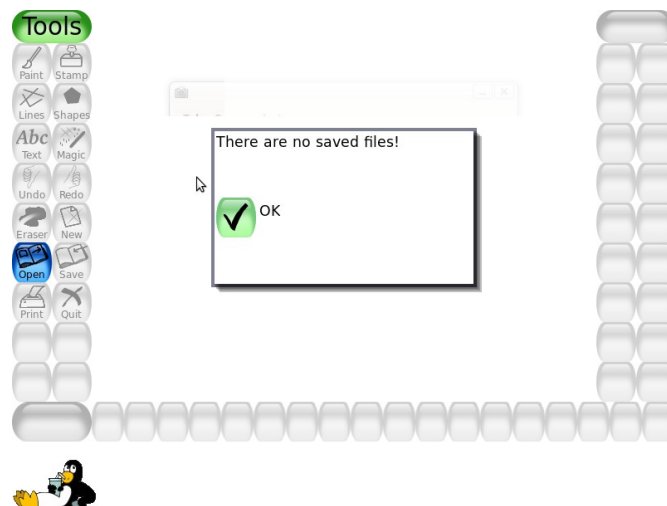 Tools
Paint Stamp
Lines Shapes
Abc
Text Magic
Undo Redo
Eraser New
Open Save
Print Quit
There are no saved files!
OK